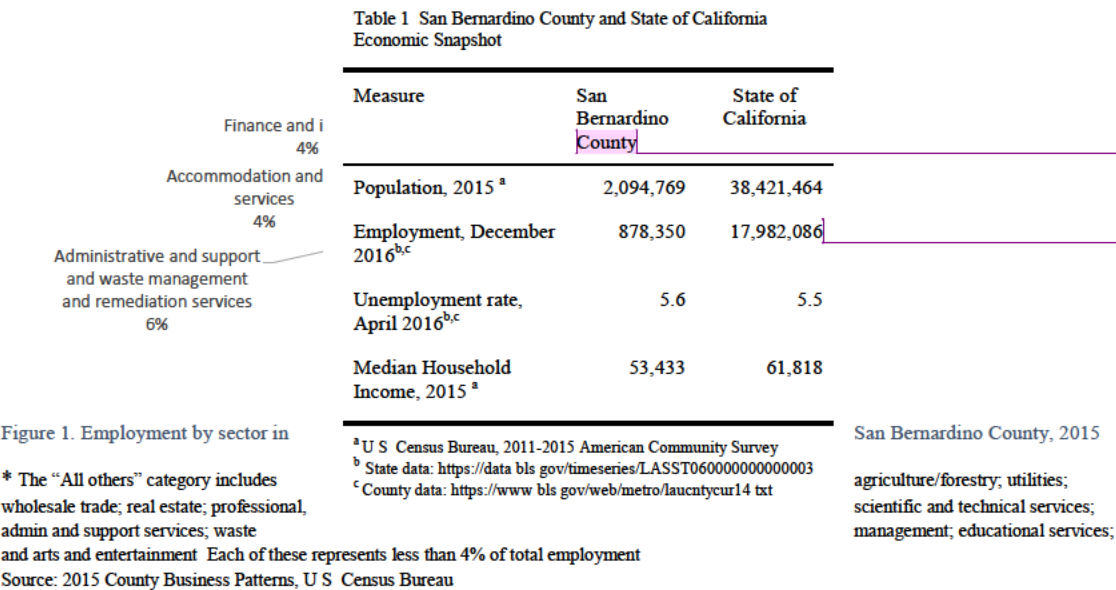 Table 1 San Bernardino County and State of California
Economic Snapshot
Measure
San
Bernardino
County
State of
California
Finance and i
4%
Accommodation and
services
4%
Administrative and support
and waste management
and remediation services
6%
Population, 2015 a 2,094,769 38,421,464
Employment, December
2016b,c 878,350 17,982,086
Unemployment rate,
April 2016b,c 5.6 5.5
Median Household
Income, 2015 a 53,433 61,818
a U S Census Bureau, 2011-2015 American Community Survey
b State data: https://data bls gov/timeseries/LASST060000000000003
c County data: https://www bls gov/web/metro/laucntycur14 txt
Figure 1. Employment by sector in San Bernardino County, 2015
* The “All others” category includes agriculture/forestry; utilities;
wholesale trade; real estate; professional, scientific and technical services;
admin and support services; waste management; educational services;
and arts and entertainment Each of these represents less than 4% of total employment
Source: 2015 County Business Patterns, U S Census Bureau